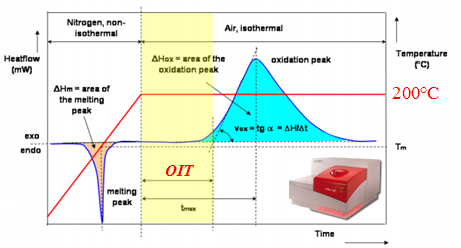 Nitrogen, non-
isothermal
Air, isothermal
Heatflow
(mW)
Temperature
(°C)
ΔHox = area of the
oxidation peak
oxidation peak
ΔHm = area of
the melting
peak
200°C
vox = tg α = ΔH/Δt
exo
endo
Tm
OIT
melting
peak
tmax
Time